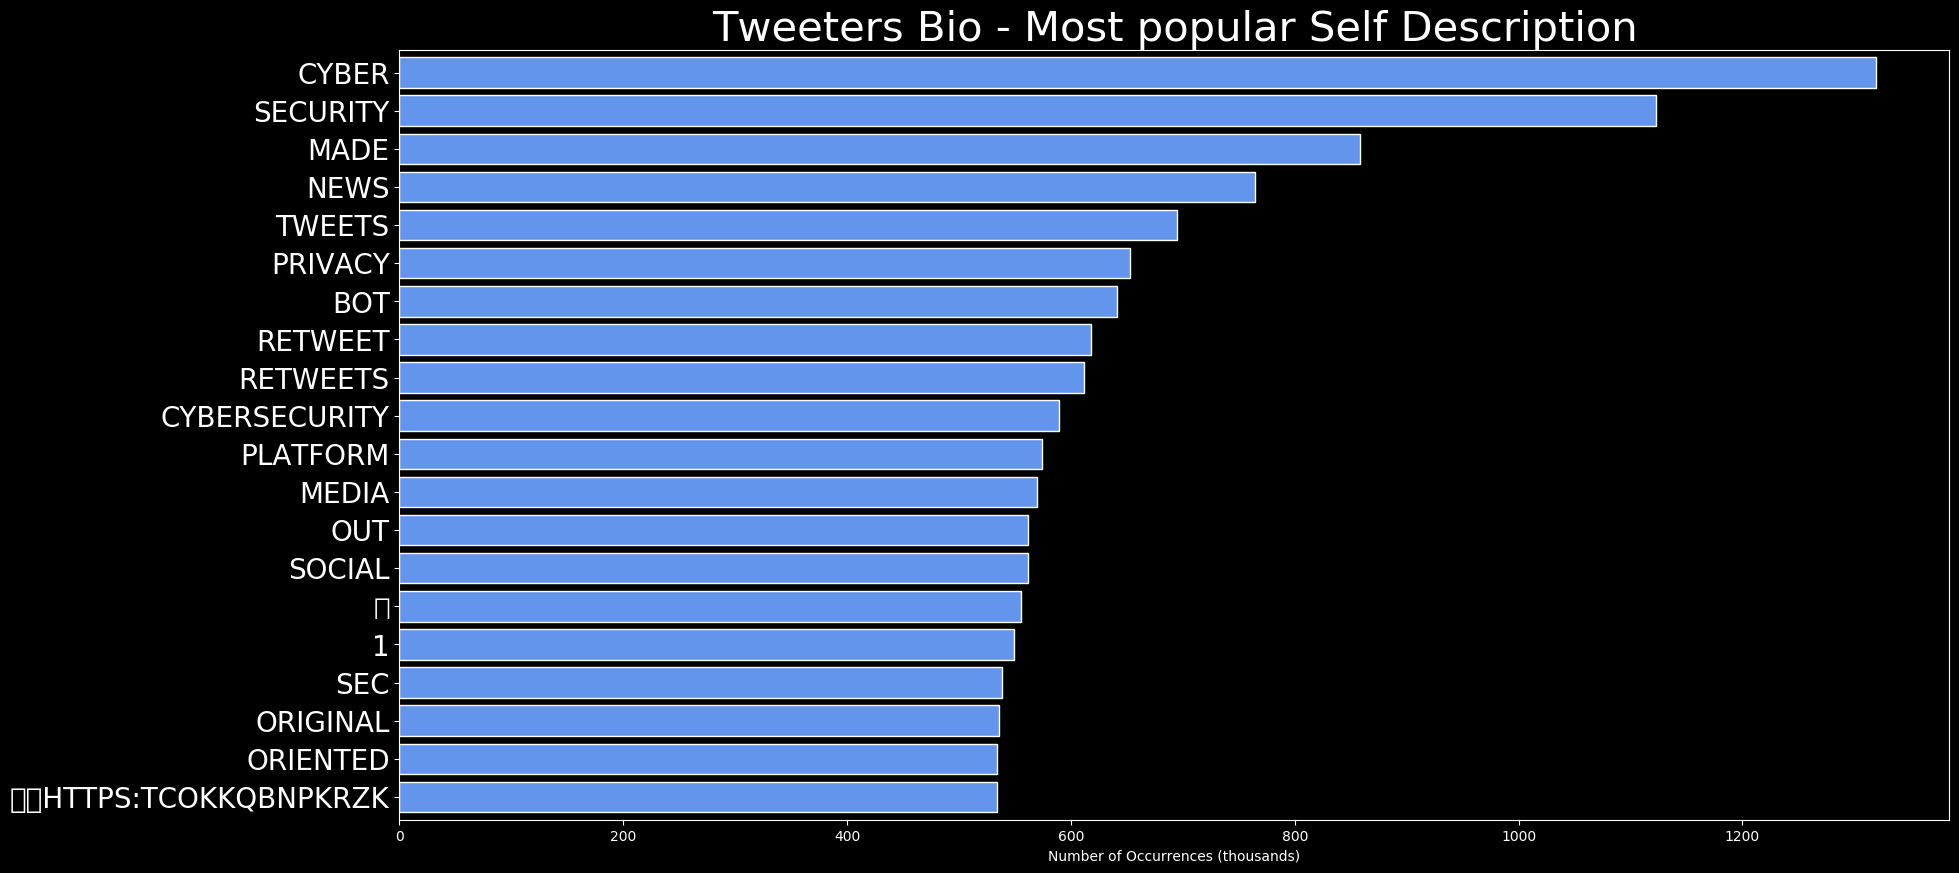 Tweeters Bio - Most popular Self Description
CYBER
SECURITY
MADE
NEWS
TWEETS
PRIVACY
BOT
RETWEET
RETWEETS
CYBERSECURITY
PLATFORM
MEDIA
OUT
SOCIAL
1
SEC
ORIGINAL
ORIENTED
HTTPS:TCOKKQBNPKRZK
0 200 400 600 800 1000 1200
Number of Occurrences (thousands)